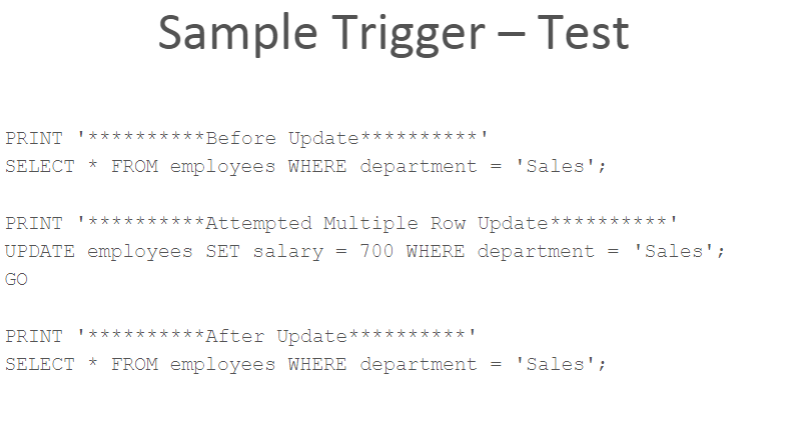 Sample Trigger – Test
PRINT '**********Before Update**********'
SELECT * FROM employees WHERE department = 'Sales';
PRINT '**********Attempted Multiple Row Update**********'
UPDATE employees SET salary = 700 WHERE department = 'Sales';
GO
PRINT '**********After Update**********'
SELECT * FROM employees WHERE department = 'Sales';